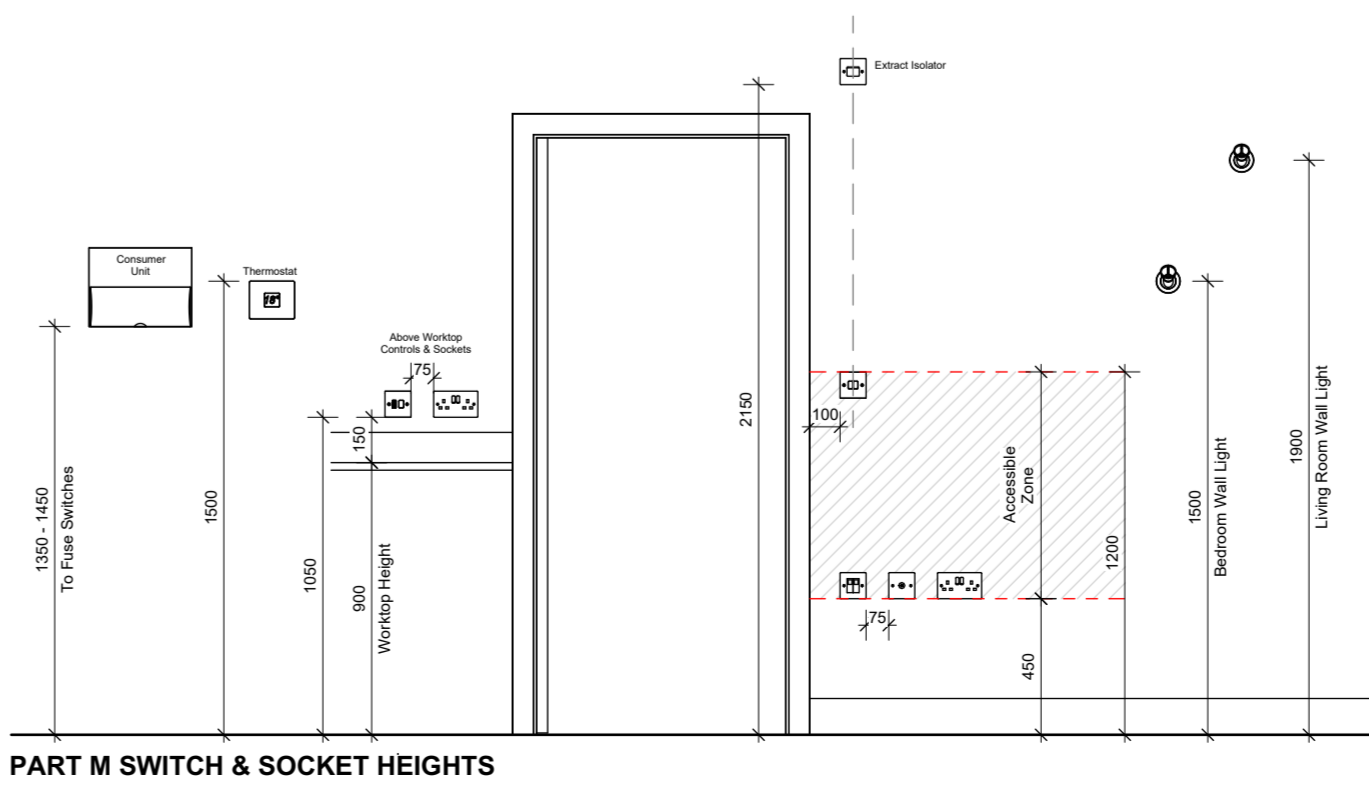 Extract Isolator
Consumer
Unit
Thermostat
18°
Above Worktop
Controls & Sockets
75
2150
100
150
1350 - 1450
To Fuse Switches
1500
1050
900
Worktop Height
Accessible
Zone
1200
450
75
1500
Bedroom Wall Light
1900
Living Room Wall Light
PART M SWITCH & SOCKET HEIGHTS